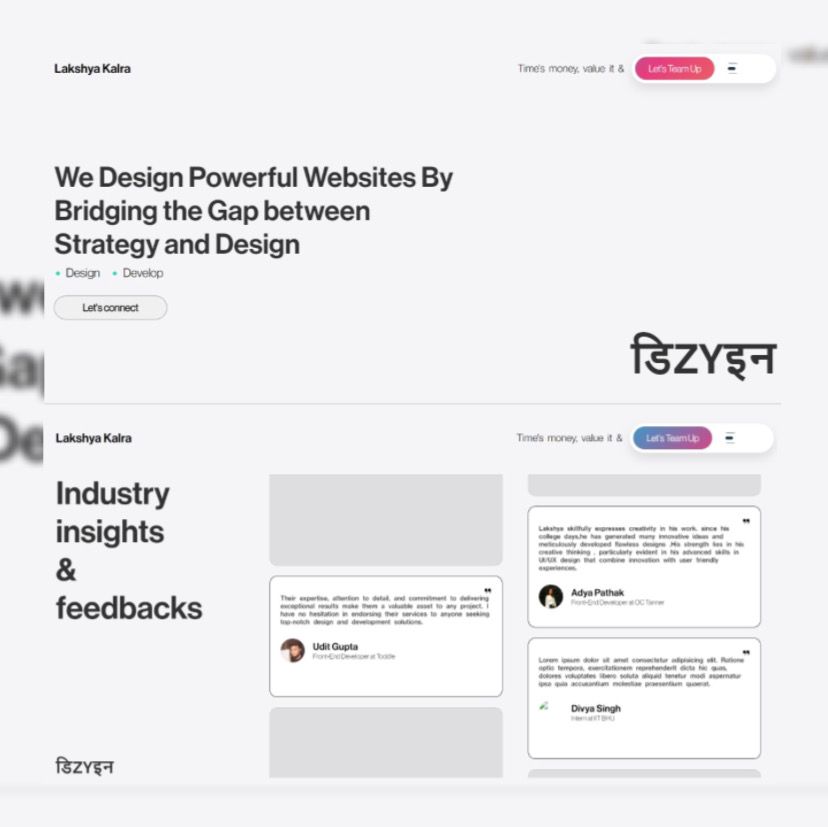 Lakshya Kalra
Time's money, value it &
Let's Team Up
We Design Powerful Websites By
Bridging the Gap between
Strategy and Design
Design
Develop
Let's connect
डिZYइन
Lakshya Kalra
Time's money, value it &
Let's Team Up
Industry
insights
&
feedbacks
Their expertise, attention to detail, and commitment to delivering
exceptional results make them a valuable asset to any project. I
have no hesitation in endorsing their services to anyone seeking
top-notch design and development solutions.
Udit Gupta
Front-End Developer at Toddle
Lakshya skillfully expresses creativity in his work. since his
college days,he has generated many innovative ideas and
meticulously developed flawless designs .His strength lies in his
creative thinking , particularly evident in his advanced skills in
UI/UX design that combine innovation with user friendly
experiences.
Adya Pathak
Front-End Developer at OC Tanner
Lorem ipsum dolor sit amet consectetur adipisicing elit. Ratione
optio tempora, exercitationem reprehenderit dicta hic quas,
dolores voluptates libero soluta aliquid tenetur modi aspernatur
ipsa quia accusantium molestiae praesentium quaerat.
Divya Singh
Intern at IIT BHU
डिZYइन